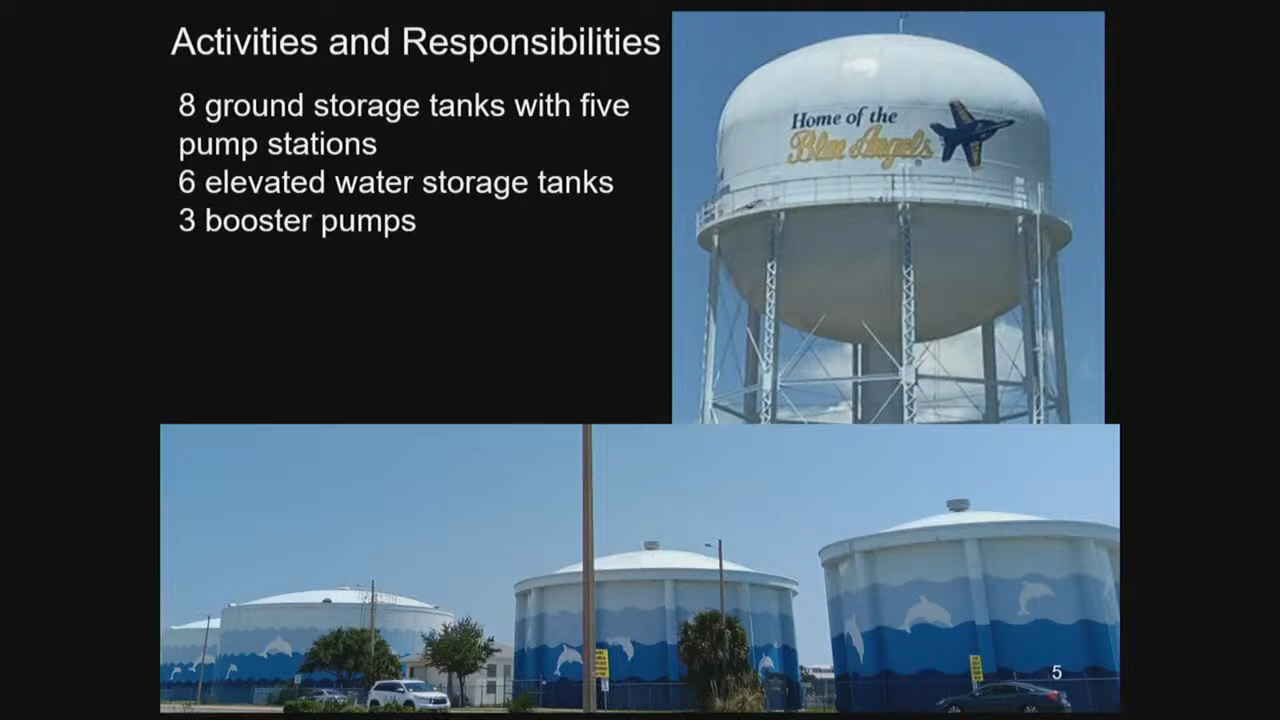 Activities and Responsibilities
8 ground storage tanks with five
pump stations
6 elevated water storage tanks
3 booster pumps
Home of the
Blue Angels
5